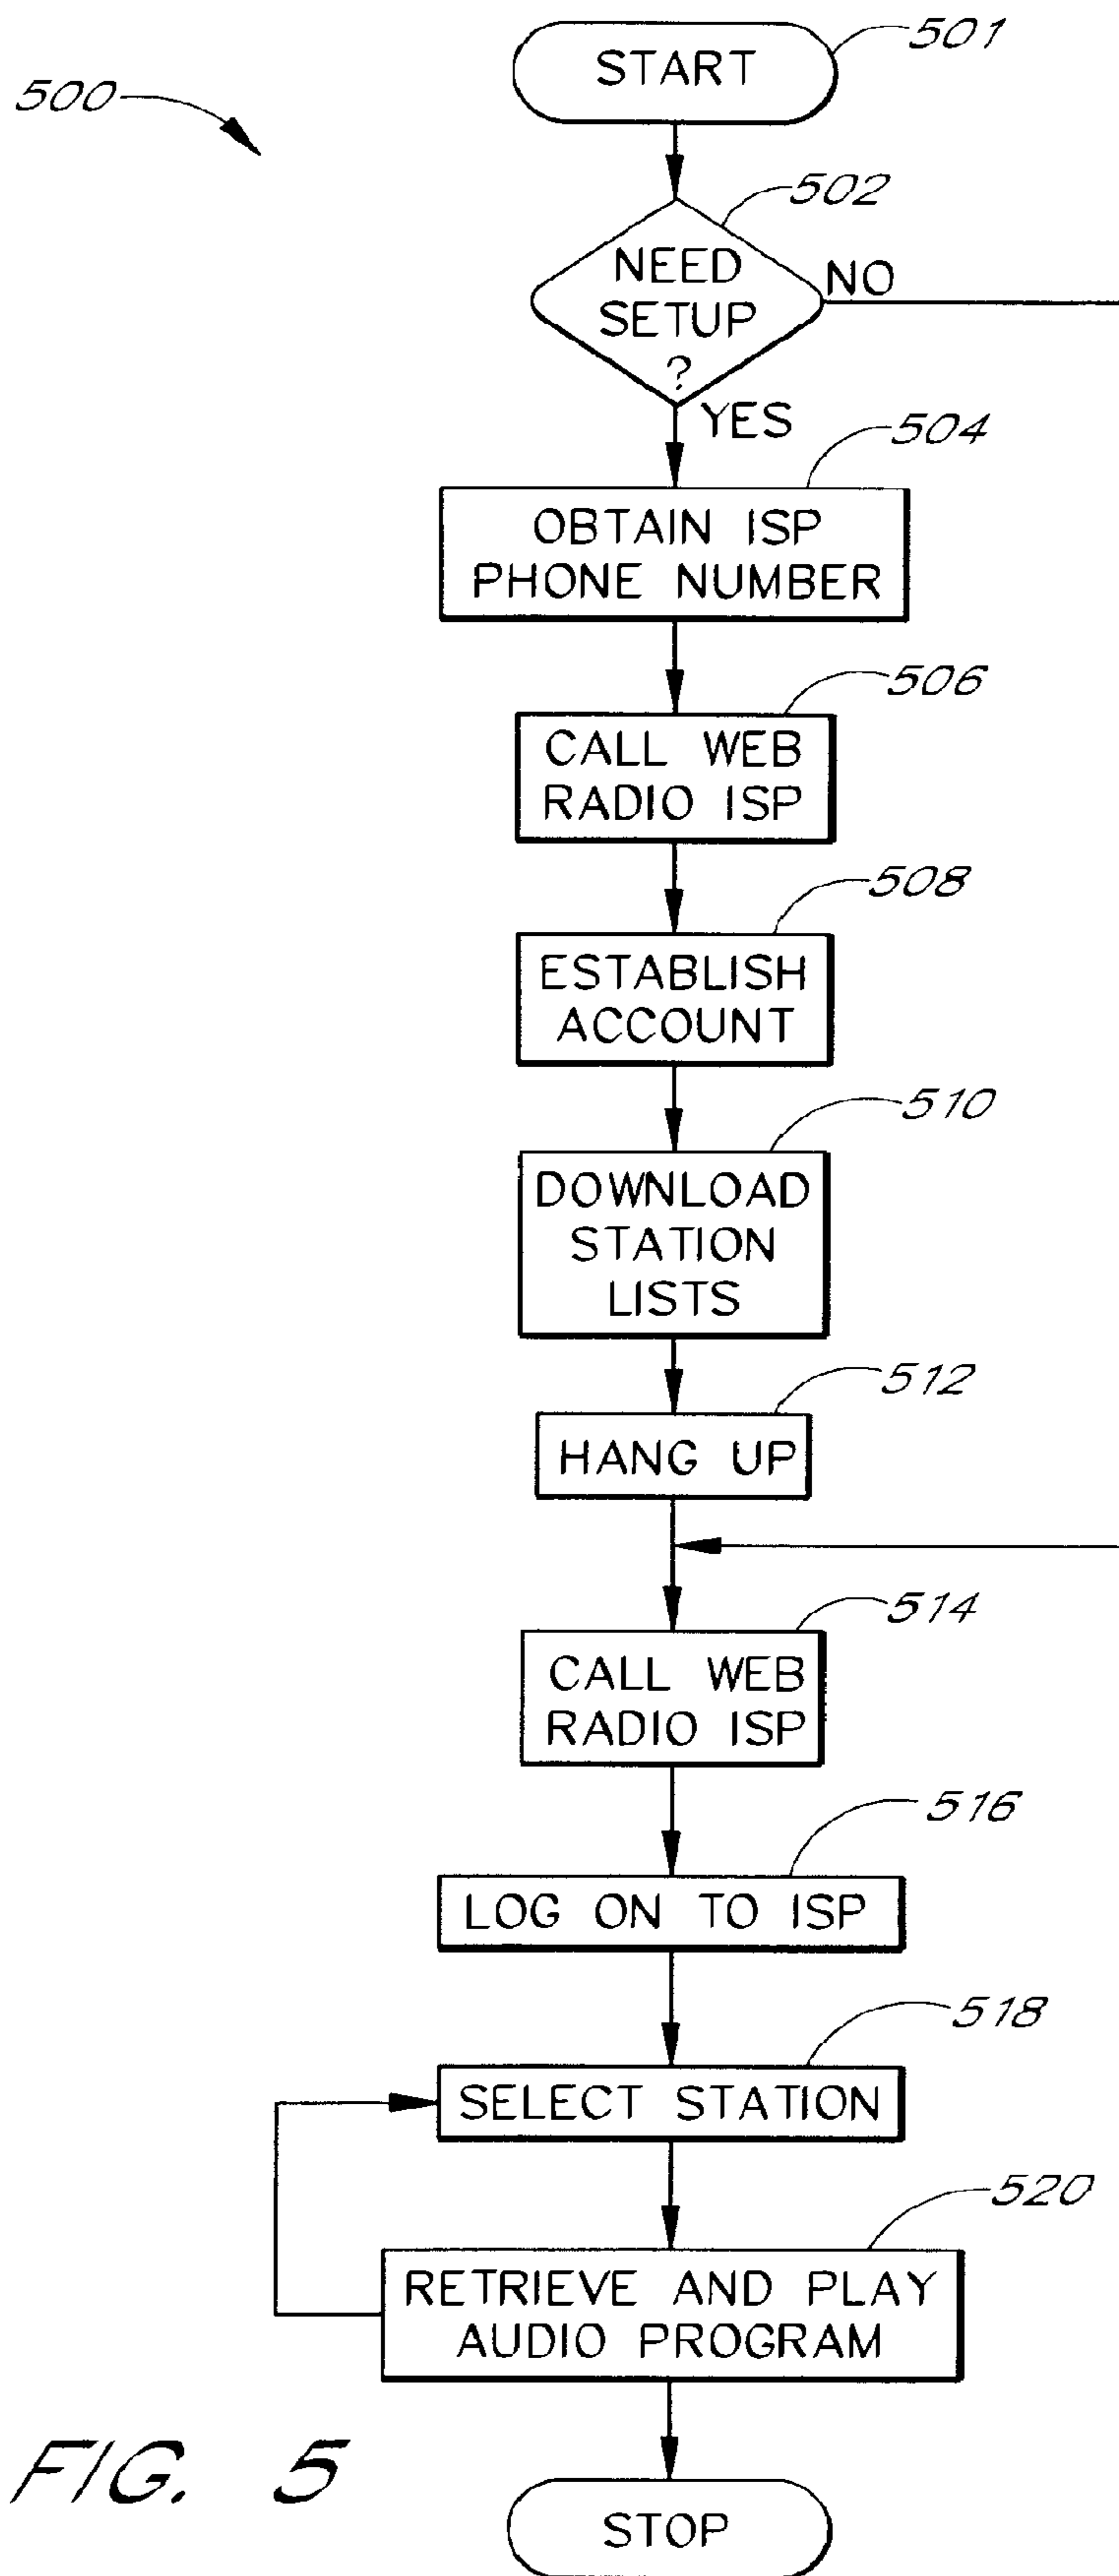 501
START
500
502
NEED
SETUP
?
NO
YES
504
OBTAIN ISP
PHONE NUMBER
506
CALL WEB
RADIO ISP
508
ESTABLISH
ACCOUNT
510
DOWNLOAD
STATION
LISTS
512
HANG UP
514
CALL WEB
RADIO ISP
516
LOG ON TO ISP
518
SELECT STATION
520
RETRIEVE AND PLAY
AUDIO PROGRAM
FIG. 5
STOP